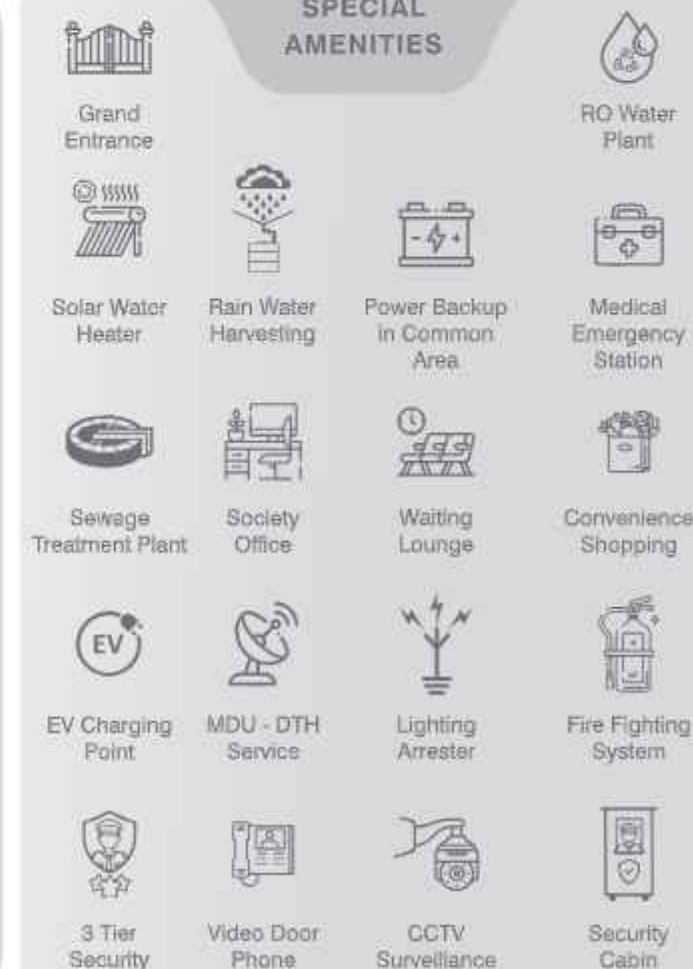 SPECIAL
AMENITIES
Grand
Entrance
RO Water
Plant
Solar Water
Heater
Rain Water
Harvesting
Power Backup
in Common
Area
Medical
Emergency
Station
Sewage
Treatment Plant
Society
Office
Waiting
Lounge
Convenience
Shopping
EV
EV Charging
Point
MDU - DTH
Service
Lighting
Arrester
Fire Fighting
System
3 Tier
Security
Video Door
Phone
CCTV
Surveillance
Security
Cabin